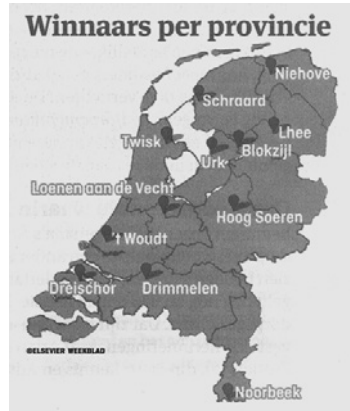 Winnaars per provincie
Niehove
Schraard
Lhee
Twisk
Blokzijl
Urk
Loenen aan de Vecht
Hoog Soeren
't Woudt
Dreischor
Drimmelen
©ELSEVIER WEEKBLAD
Noorbeek